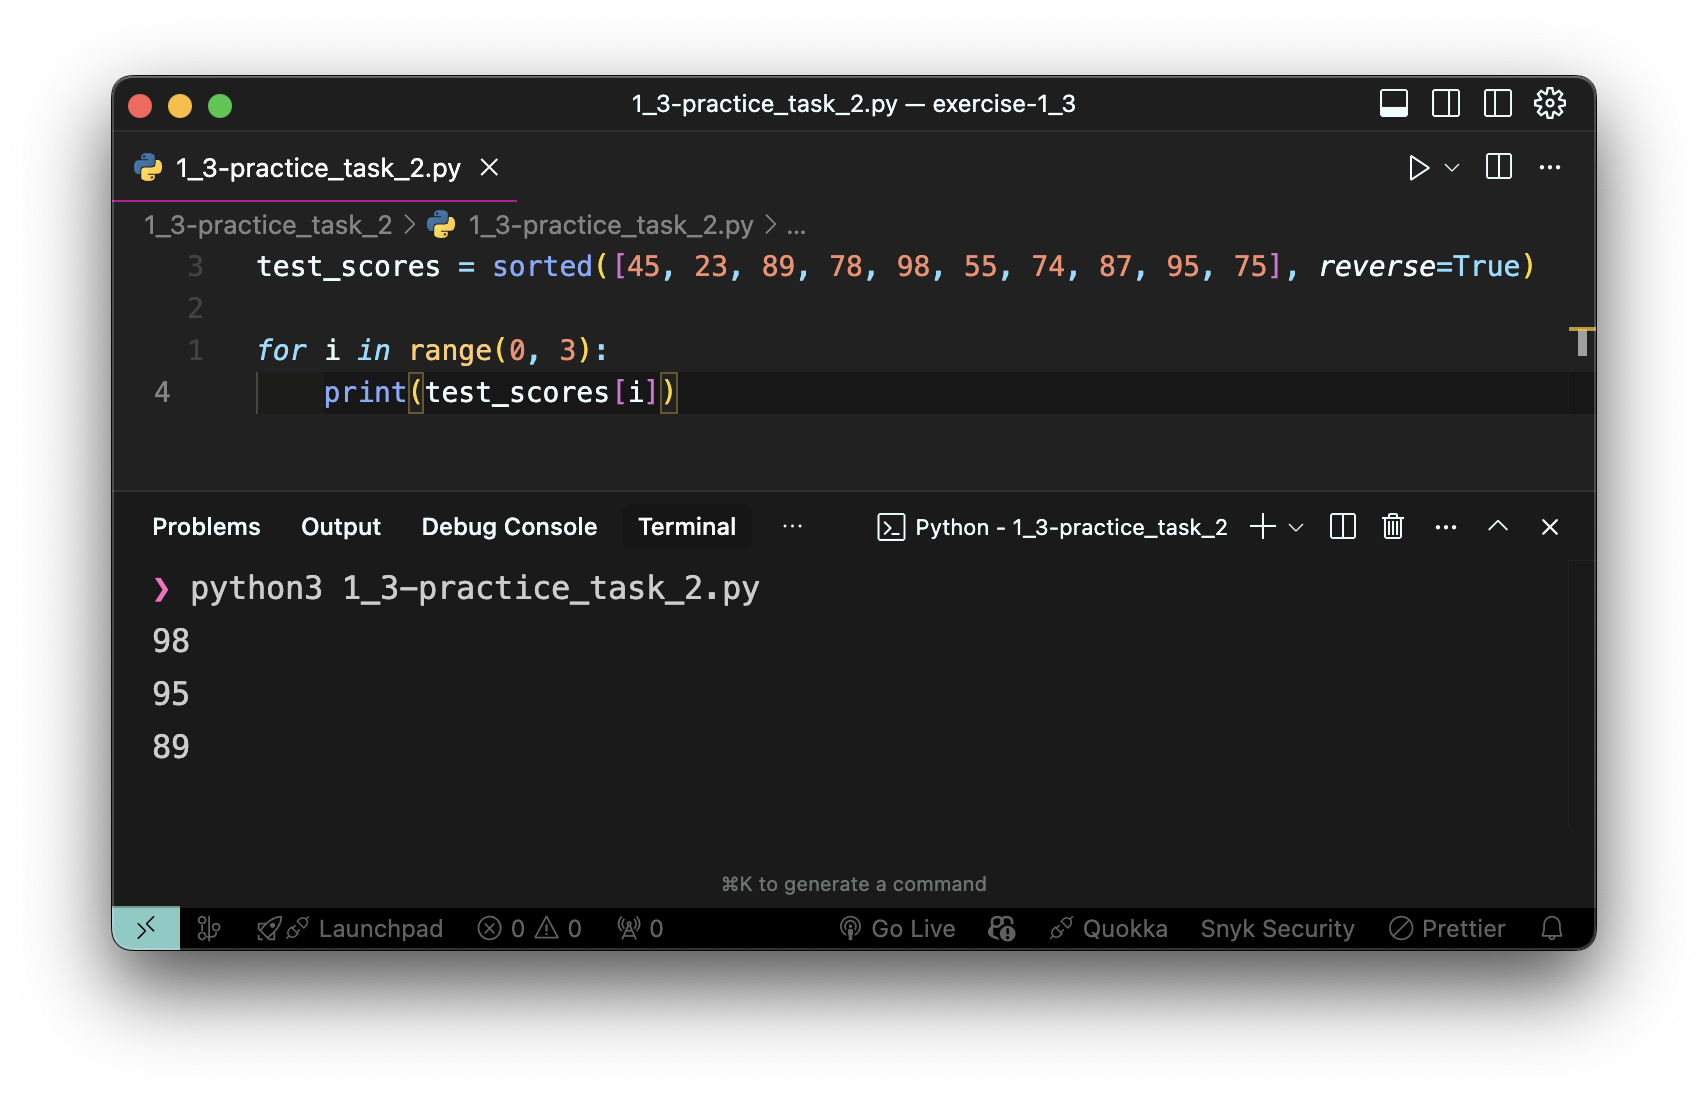 1_3-practice_task_2.py — exercise-1_3
1_3-practice_task_2.py
1_3-practice_task_2 > 1_3-practice_task_2.py > ...
3 test_scores = sorted([45, 23, 89, 78, 98, 55, 74, 87, 95, 75], reverse=True)
2
1 for i in range(0, 3):
4 print(test_scores[i])
Problems Output Debug Console Terminal ... Python - 1_3-practice_task_2
❯ python3 1_3-practice_task_2.py
98
95
89
⌘K to generate a command
Launchpad 0 0 0 Go Live Quokka Snyk Security Prettier